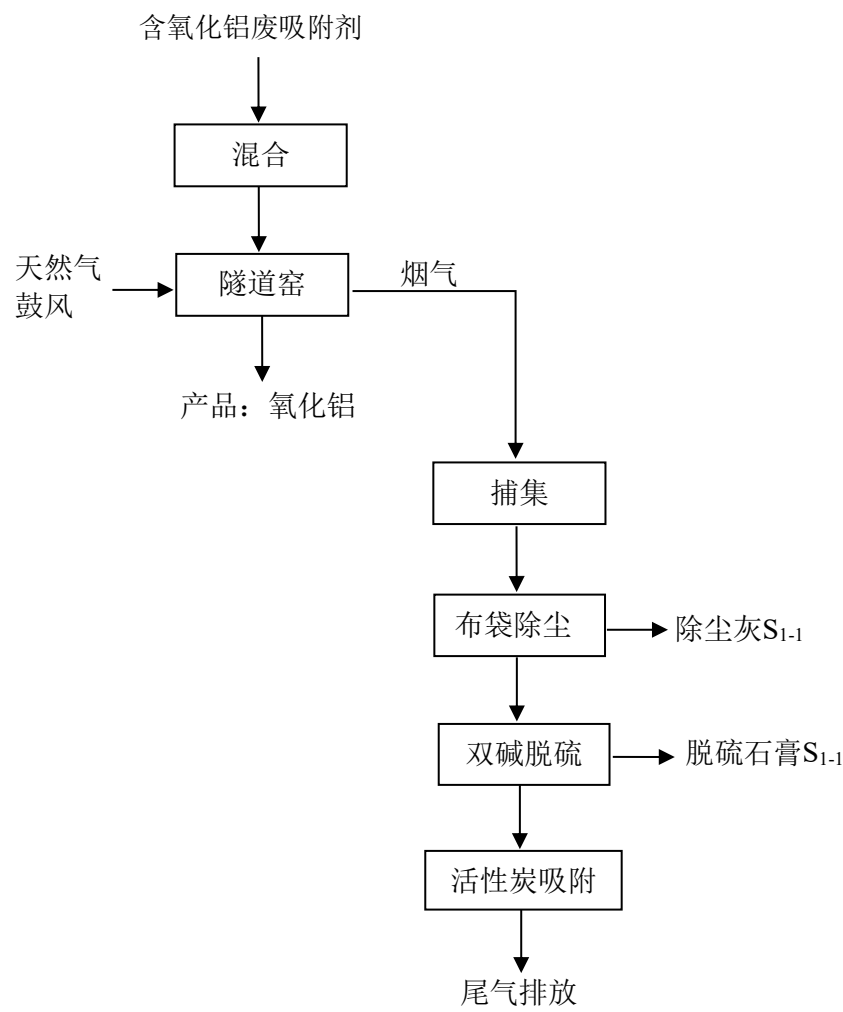 含氧化铝废吸附剂
混合
天然气
鼓风
隧道窑
烟气
产品：氧化铝
捕集
布袋除尘
除尘灰S1-1
双碱脱硫
脱硫石膏S1-1
活性炭吸附
尾气排放